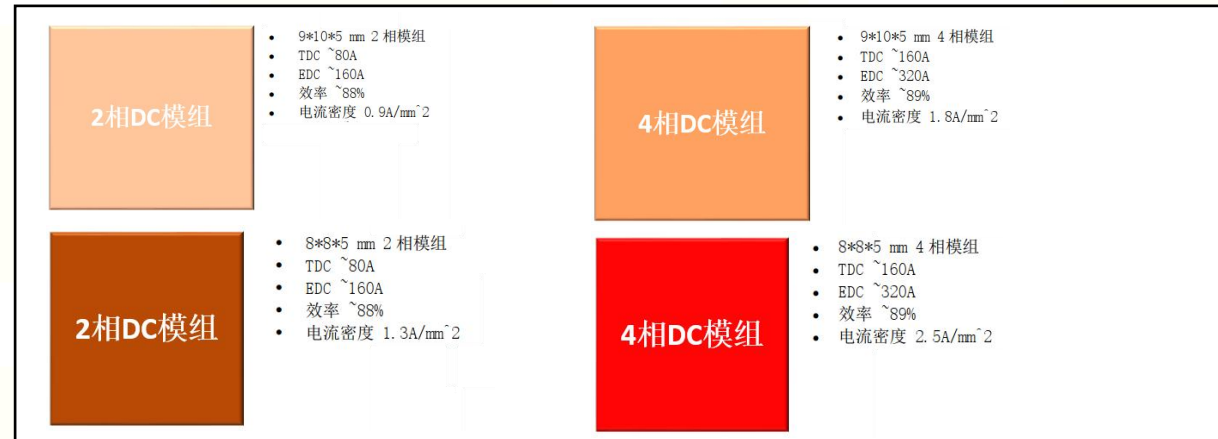 2相DC模组
• 9*10*5 mm 2 相模组
• TDC ~80A
• EDC ~160A
• 效率 ~88%
• 电流密度 0.9A/mm^2
4相DC模组
• 9*10*5 mm 4 相模组
• TDC ~160A
• EDC ~320A
• 效率 ~89%
• 电流密度 1.8A/mm^2
2相DC模组
• 8*8*5 mm 2 相模组
• TDC ~80A
• EDC ~160A
• 效率 ~88%
• 电流密度 1.3A/mm^2
4相DC模组
• 8*8*5 mm 4 相模组
• TDC ~160A
• EDC ~320A
• 效率 ~89%
• 电流密度 2.5A/mm^2